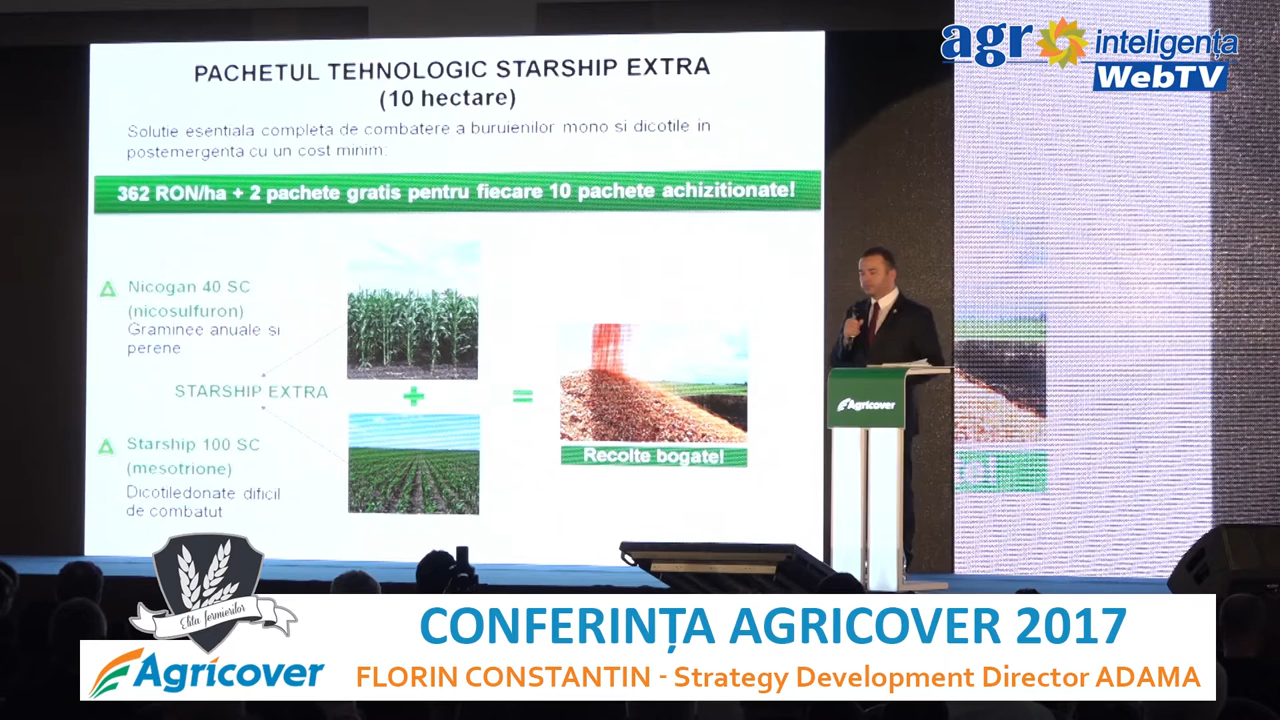 PACHETUL TEHNOLOGIC STARSHIP EXTRA
(10 hectare)
Solutie esentiala completa de combatere a buruienilor mono si dicotile in
postemergenta cu un cost minim
362 RON/ha + pachete gratis pentru fiecare 10 pachete achizitionate!
Nicogan 40 SC
(nicosulfuron)
Graminee anuale si
perene
STARSHIP EXTRA
Starship 100 SC
(mesotrione)
Dicotiledonate dificil
de combatut
+
=
Recolte bogate!
agro inteligența
WebTV
Agricover
Elita fermierilor
Agricover
CONFERINȚA AGRICOVER 2017
FLORIN CONSTANTIN - Strategy Development Director ADAMA